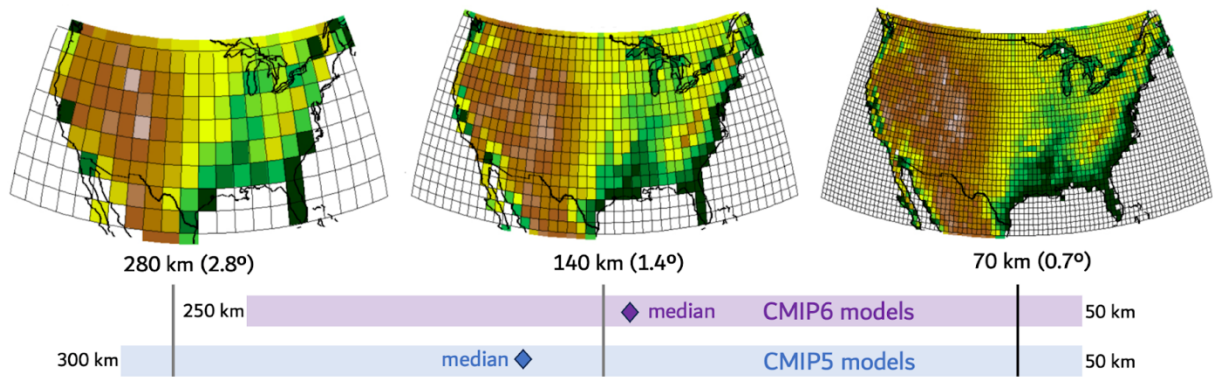 280 km (2.8º)
140 km (1.4º)
70 km (0.7º)
250 km
median
CMIP6 models
50 km
300 km
median
CMIP5 models
50 km